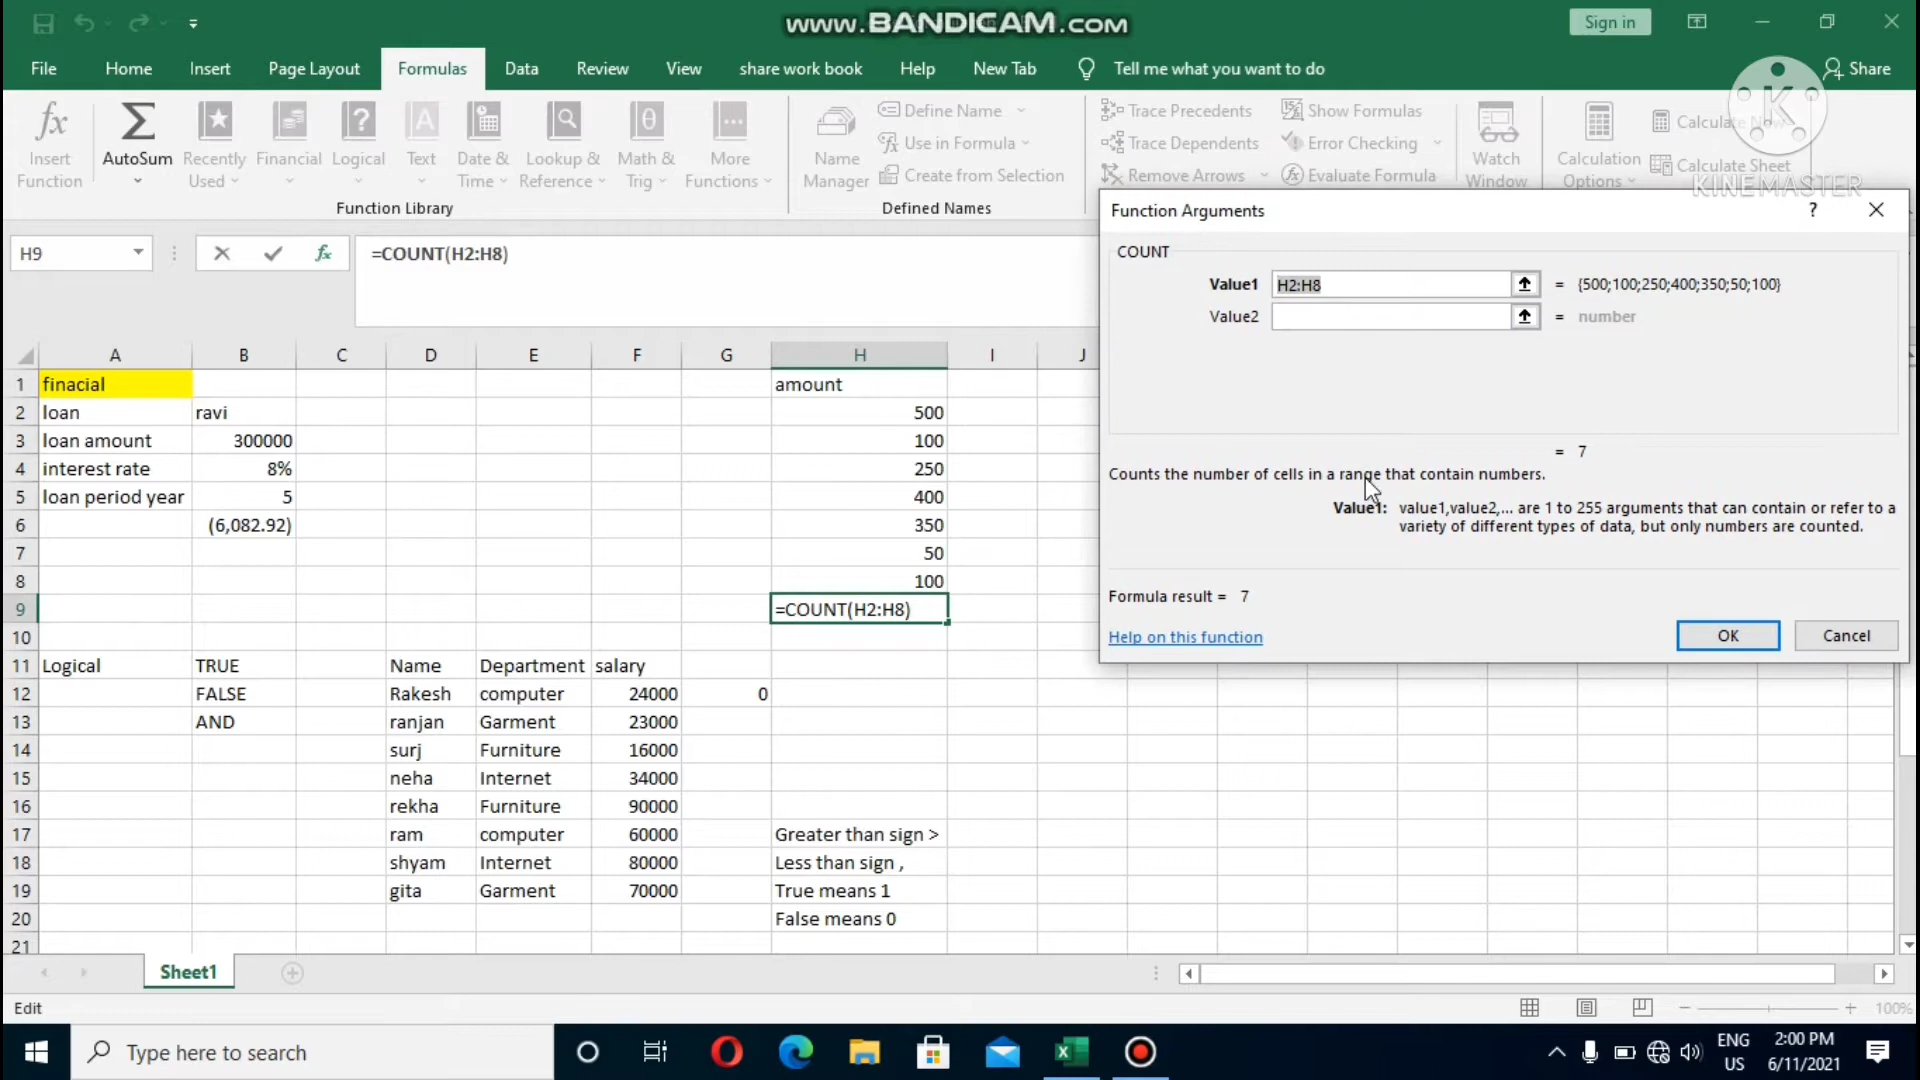 www.BANDICAM.com
Sign in
File Home Insert Page Layout Formulas Data Review View share work book Help New Tab Tell me what you want to do Share
Insert Function
AutoSum
Recently Used
Financial
Logical
Text
Date & Time
Lookup & Reference
Math & Trig
More Functions
Function Library
Name Manager
Define Name
Use in Formula
Create from Selection
Defined Names
Trace Precedents
Trace Dependents
Remove Arrows
Show Formulas
Error Checking
Evaluate Formula
Watch Window
Calculation Options
Calculate Now
Calculate Sheet
K
KINEMASTER
H9 fx =COUNT(H2:H8)
Function Arguments ?
COUNT
Value1 H2:H8 = {500;100;250;400;350;50;100}
Value2 = number
= 7
Counts the number of cells in a range that contain numbers.
Value1: value1,value2,... are 1 to 255 arguments that can contain or refer to a
variety of different types of data, but only numbers are counted.
Formula result = 7
Help on this function OK Cancel
A B C D E F G H I J
1 finacial amount
2 loan ravi 500
3 loan amount 300000 100
4 interest rate 8% 250
5 loan period year 5 400
6 (6,082.92) 350
7 50
8 100
9 =COUNT(H2:H8)
10
11 Logical TRUE Name Department salary
12 FALSE Rakesh computer 24000 0
13 AND ranjan Garment 23000
14 surj Furniture 16000
15 neha Internet 34000
16 rekha Furniture 90000
17 ram computer 60000 Greater than sign >
18 shyam Internet 80000 Less than sign ,
19 gita Garment 70000 True means 1
20 False means 0
21
Sheet1
Edit 100%
Type here to search
ENG
US
2:00 PM
6/11/2021